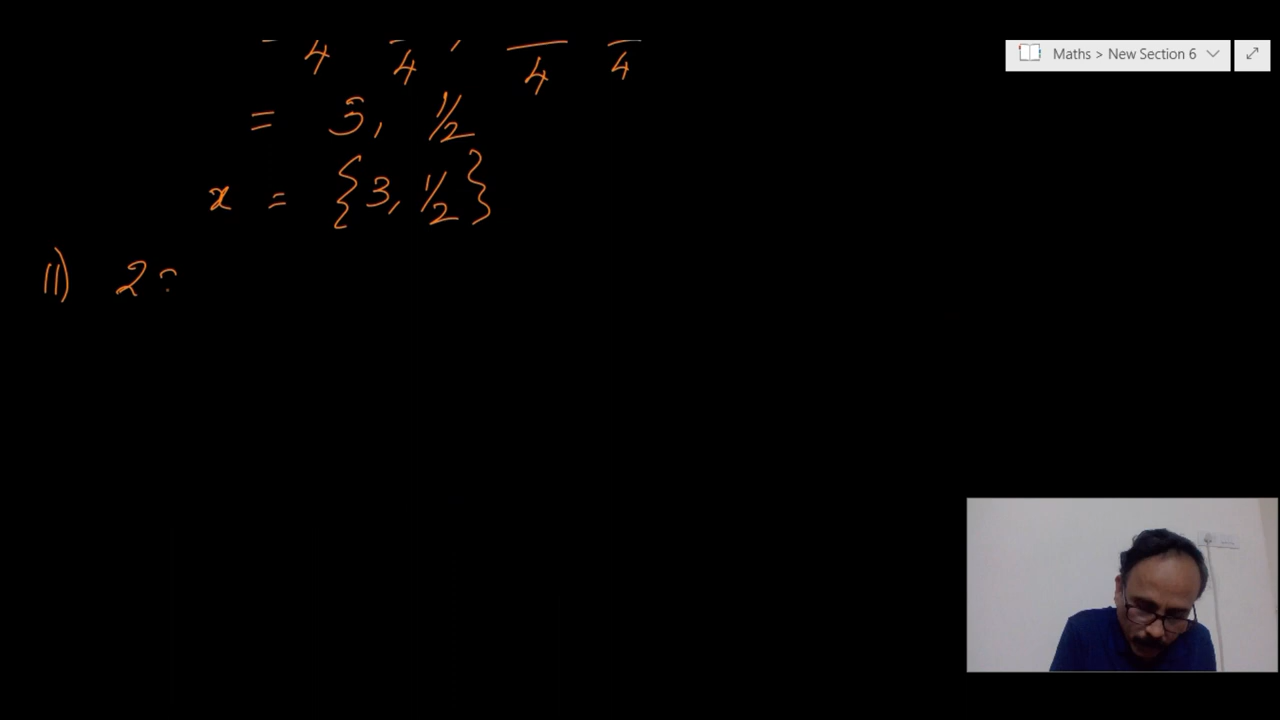 Maths > New Section 6
4 4 , 4 4
= 3, 1/2
x = {3, 1/2}
11) 2